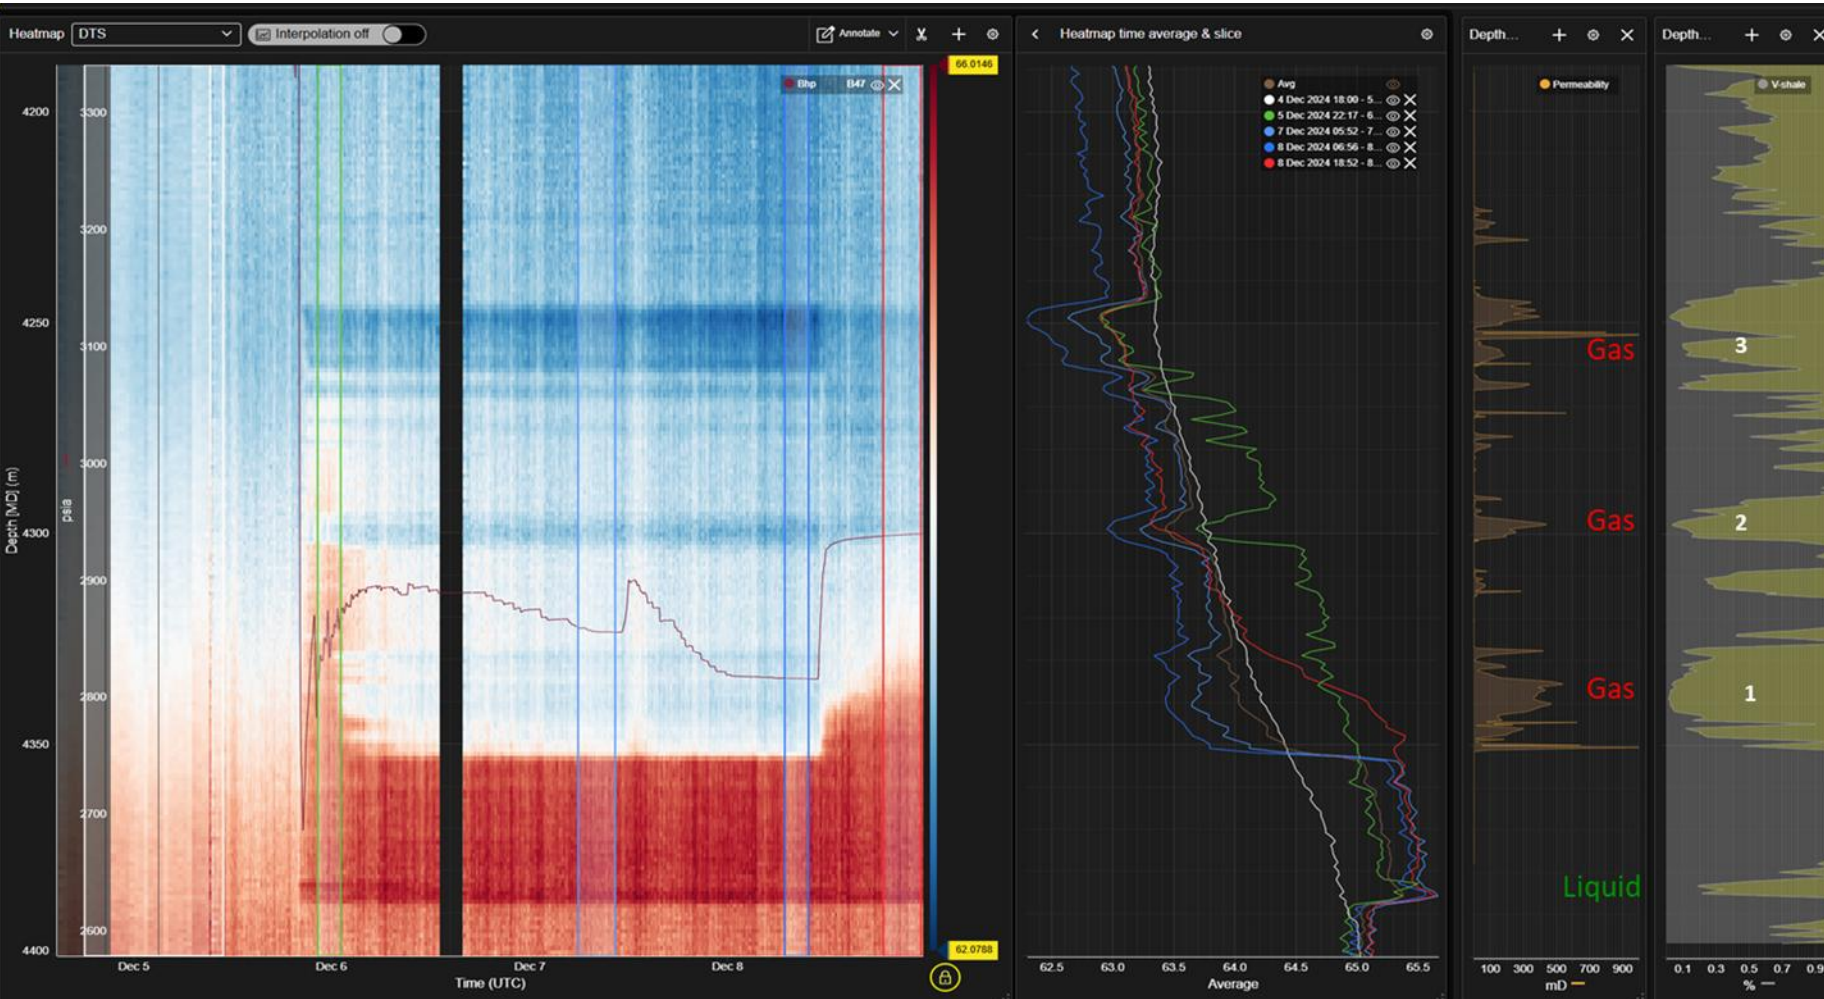 Heatmap DTS Interpolation off Annotate
Heatmap time average & slice
Depth...
Depth...
66.0146
Bhp B47
Avg
4 Dec 2024 18:00 - 5...
5 Dec 2024 22:17 - 6...
7 Dec 2024 05:52 - 7...
8 Dec 2024 06:56 - 8...
8 Dec 2024 18:52 - 8...
Permeability
V-shale
Depth [MD] (m)
4200
4250
4300
4350
4400
psia
3300
3200
3100
3000
2900
2800
2700
2600
Gas
3
Gas
2
Gas
1
Liquid
62.0788
Dec 5 Dec 6 Dec 7 Dec 8
Time (UTC)
62.5 63.0 63.5 64.0 64.5 65.0 65.5
Average
100 300 500 700 900
mD
0.1 0.3 0.5 0.7 0.9
%